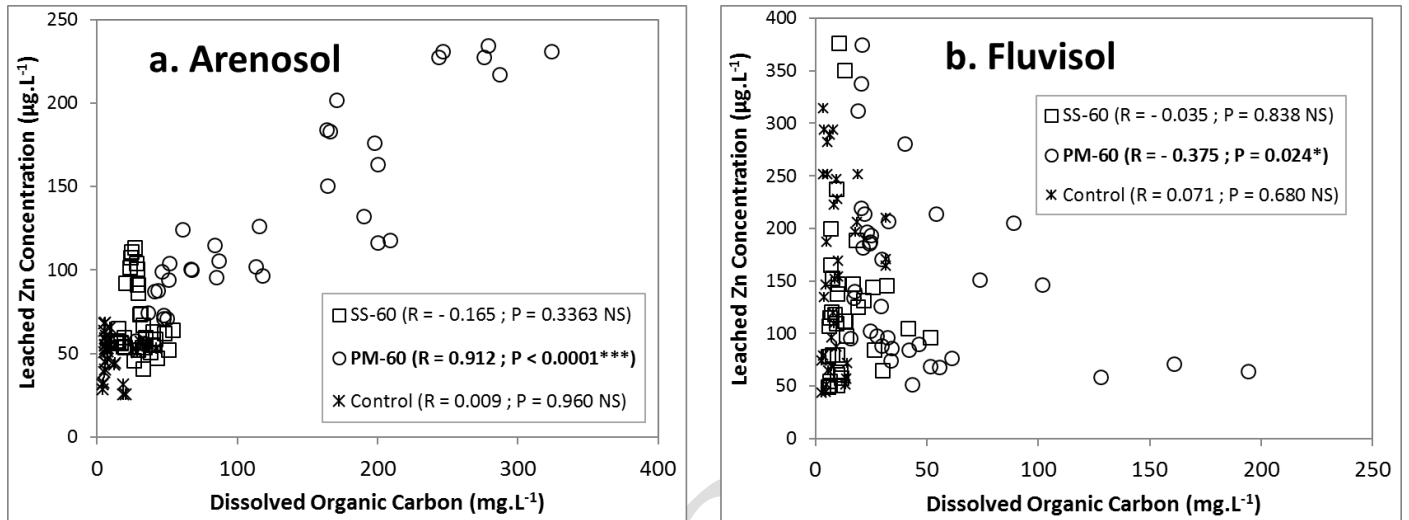 a. Arenosol
Leached Zn Concentration (µg.L-1)
250
200
150
100
50
0
SS-60 (R = - 0.165 ; P = 0.3363 NS)
PM-60 (R = 0.912 ; P < 0.0001***)
Control (R = 0.009 ; P = 0.960 NS)
0 100 200 300 400
Dissolved Organic Carbon (mg.L-1)
b. Fluvisol
Leached Zn Concentration (µg.L-1)
400
350
300
250
200
150
100
50
0
SS-60 (R = - 0.035 ; P = 0.838 NS)
PM-60 (R = - 0.375 ; P = 0.024*)
Control (R = 0.071 ; P = 0.680 NS)
0 50 100 150 200 250
Dissolved Organic Carbon (mg.L-1)